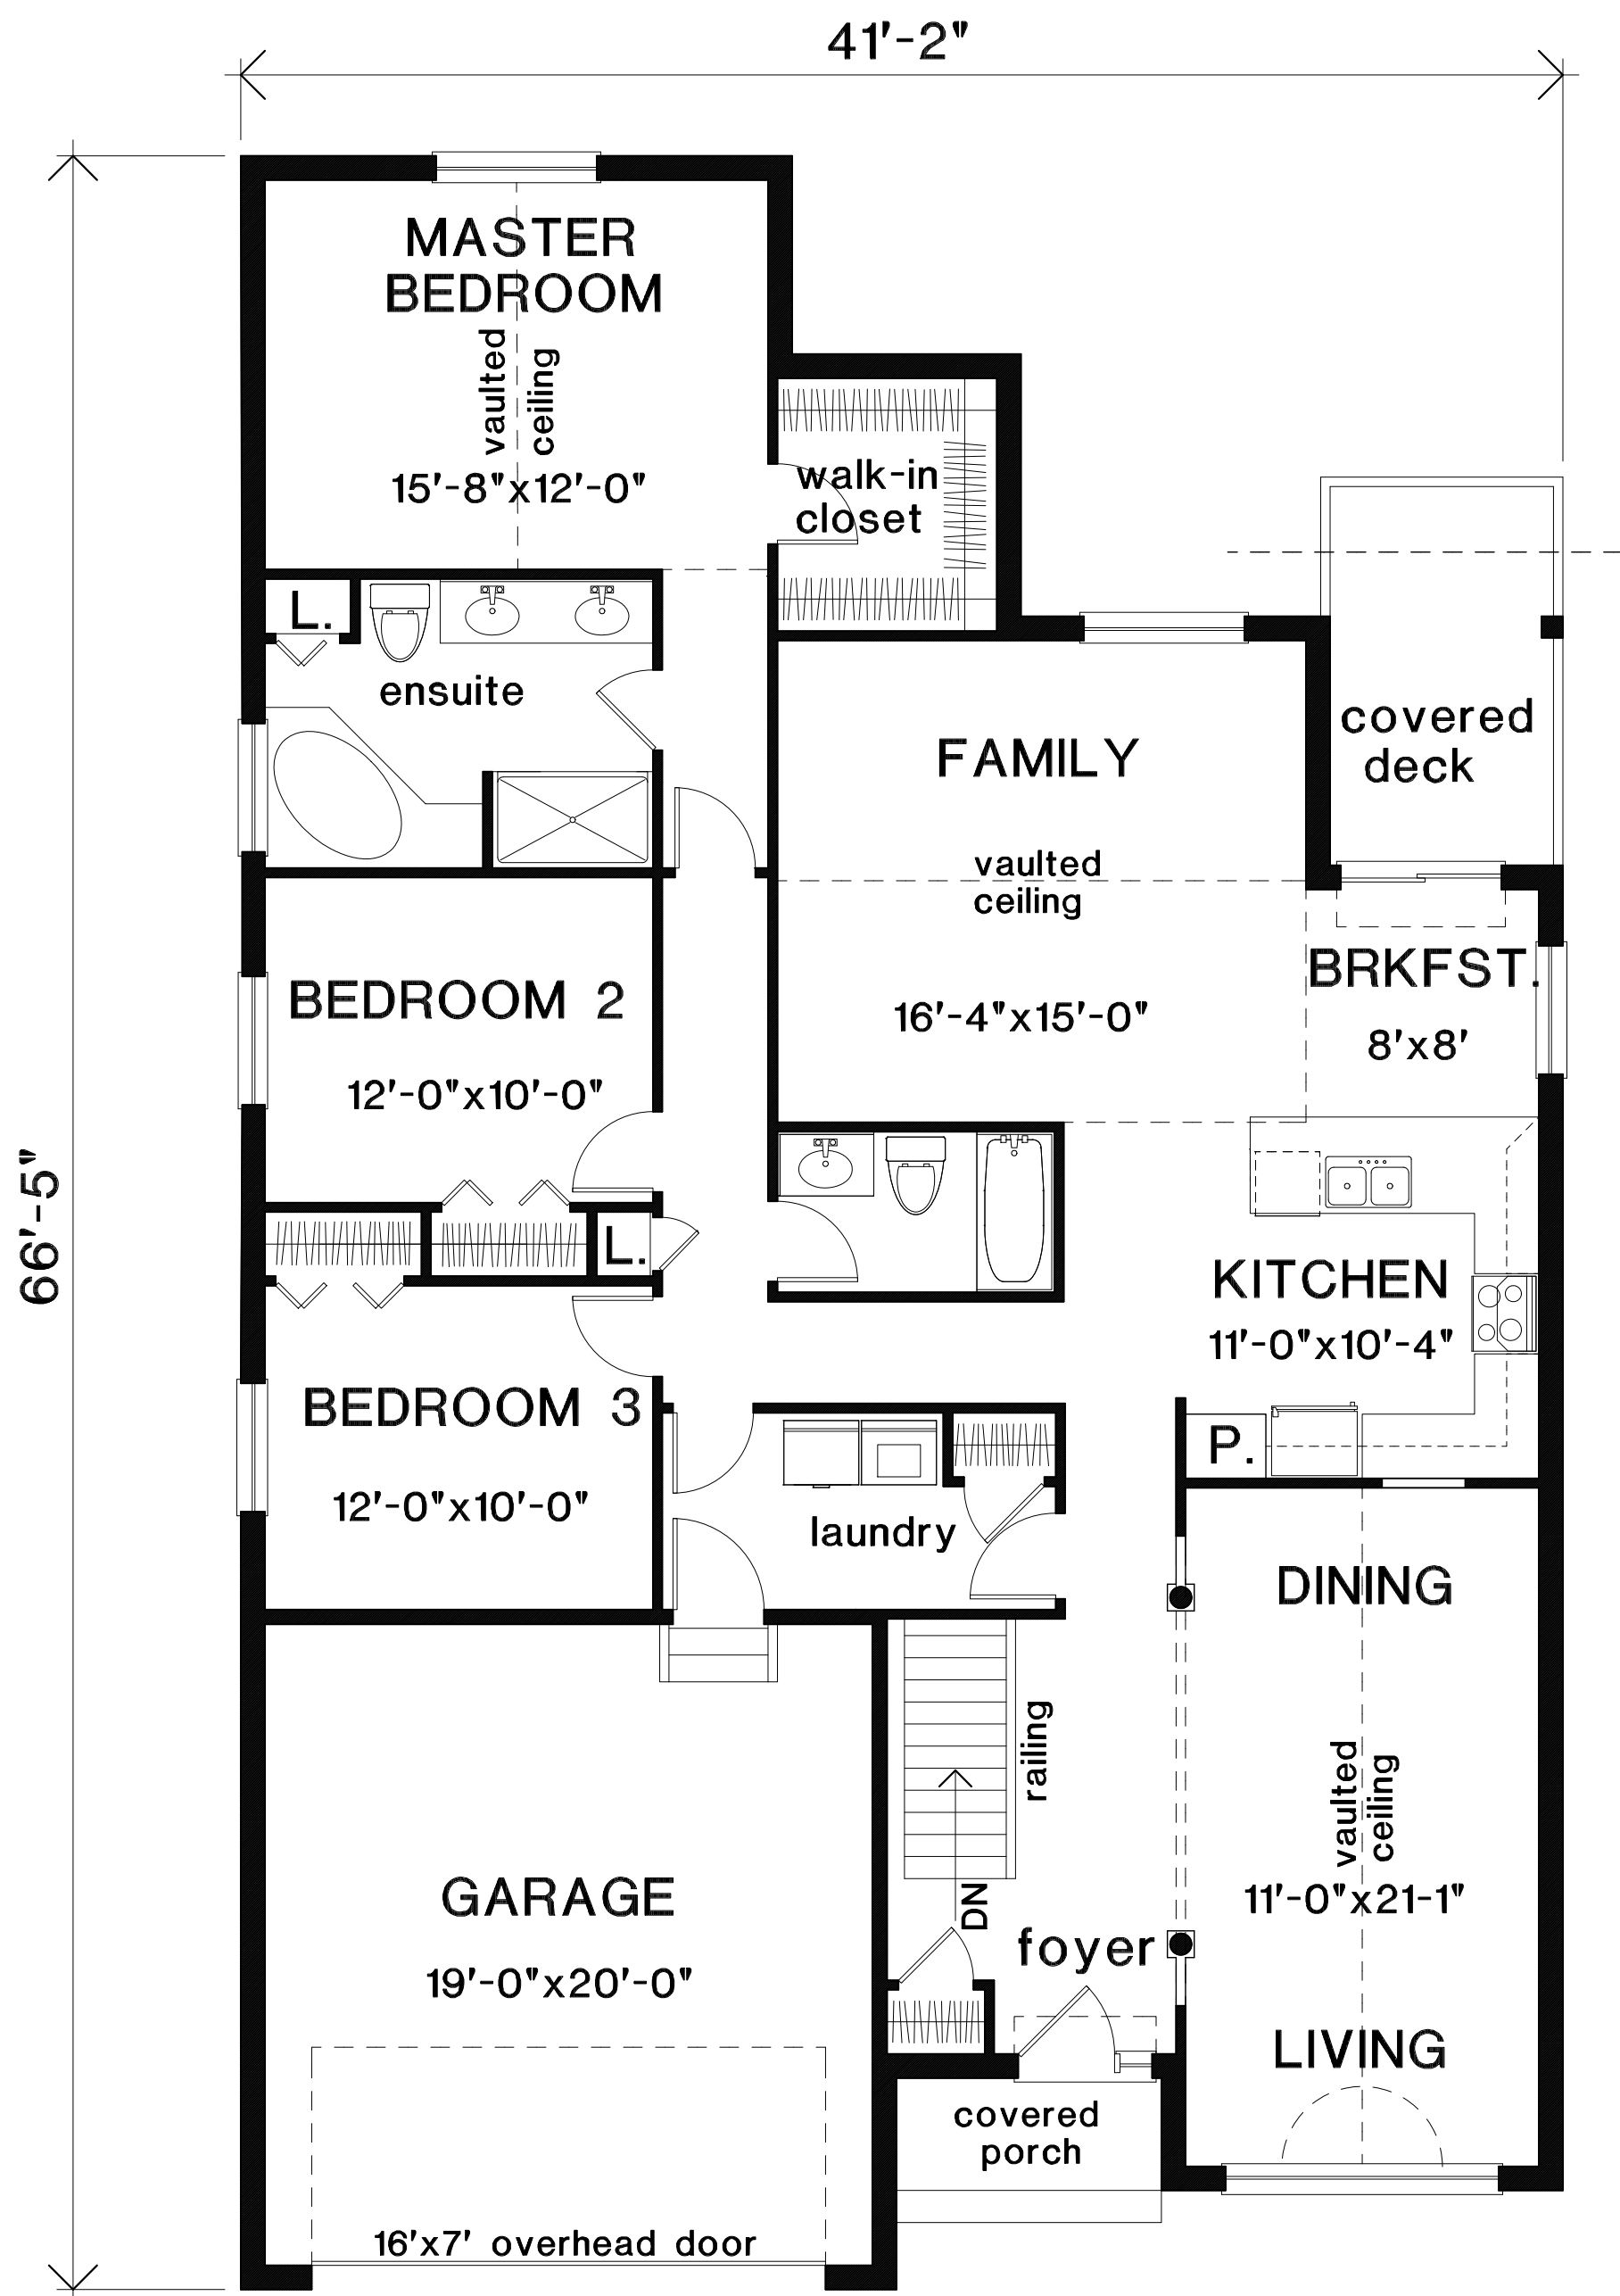 41'-2"
MASTER
BEDROOM
vaulted
ceiling
15'-8"x12'-0"
walk-in
closet
L.
ensuite
covered
deck
FAMILY
vaulted
ceiling
16'-4"x15'-0"
BRKFST.
8'x8'
BEDROOM 2
12'-0"x10'-0"
66'-5"
L.
KITCHEN
11'-0"x10'-4"
BEDROOM 3
12'-0"x10'-0"
P.
laundry
DINING
railing
vaulted
ceiling
11'-0"x21-1"
DN
GARAGE
19'-0"x20'-0"
foyer
LIVING
covered
porch
16'x7' overhead door